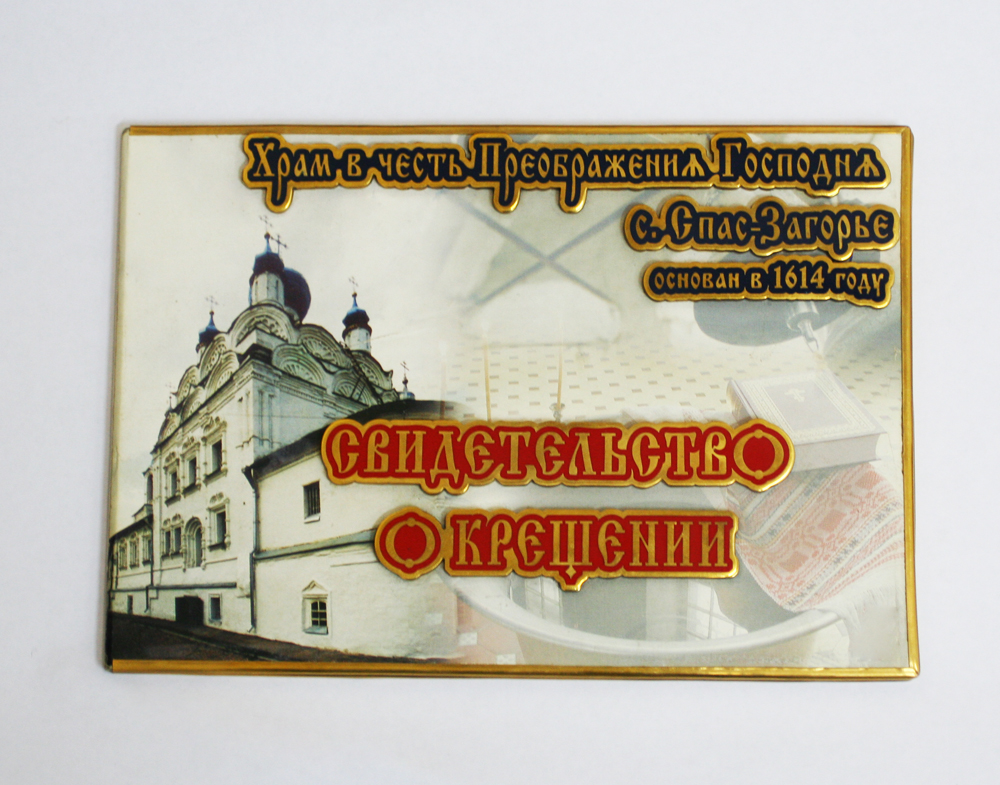 Храм в честь Преображения Господня
с. Спас-Загорье
основан в 1614 году
СВИДЕТЕЛЬСТВО
О КРЕЩЕНИИ